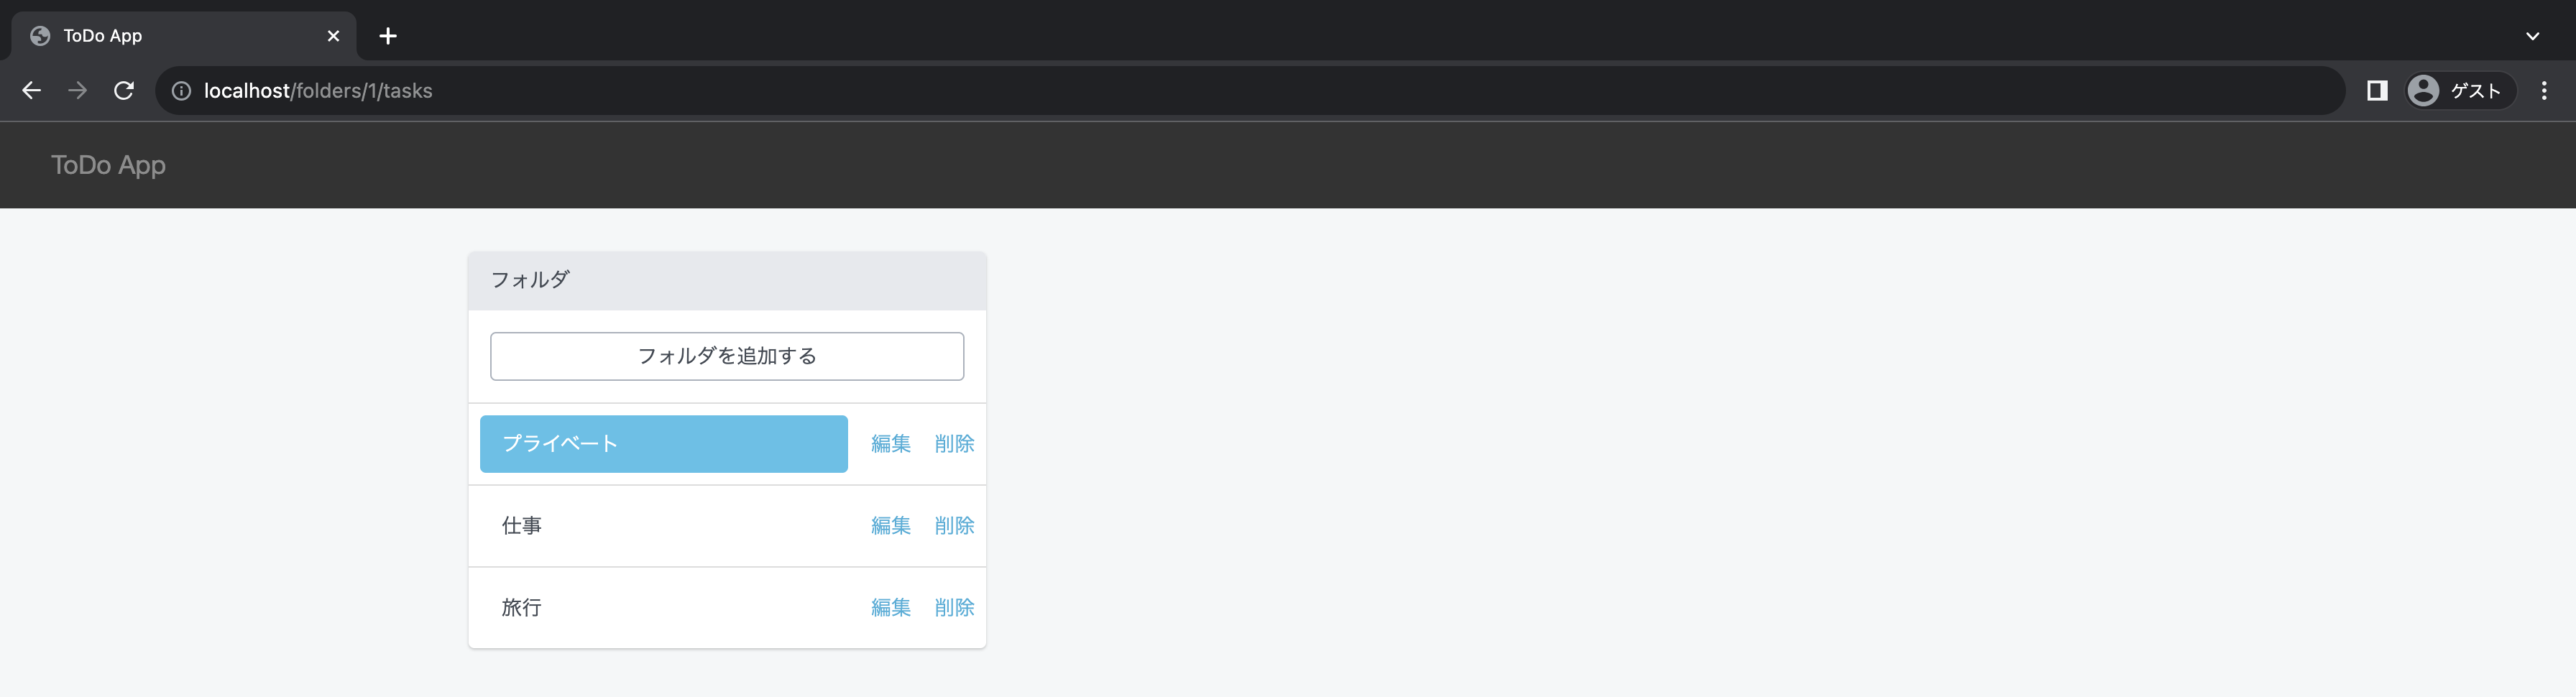 ToDo App
localhost/folders/1/tasks
ゲスト
ToDo App
フォルダ
フォルダを追加する
プライベート 編集 削除
仕事 編集 削除
旅行 編集 削除